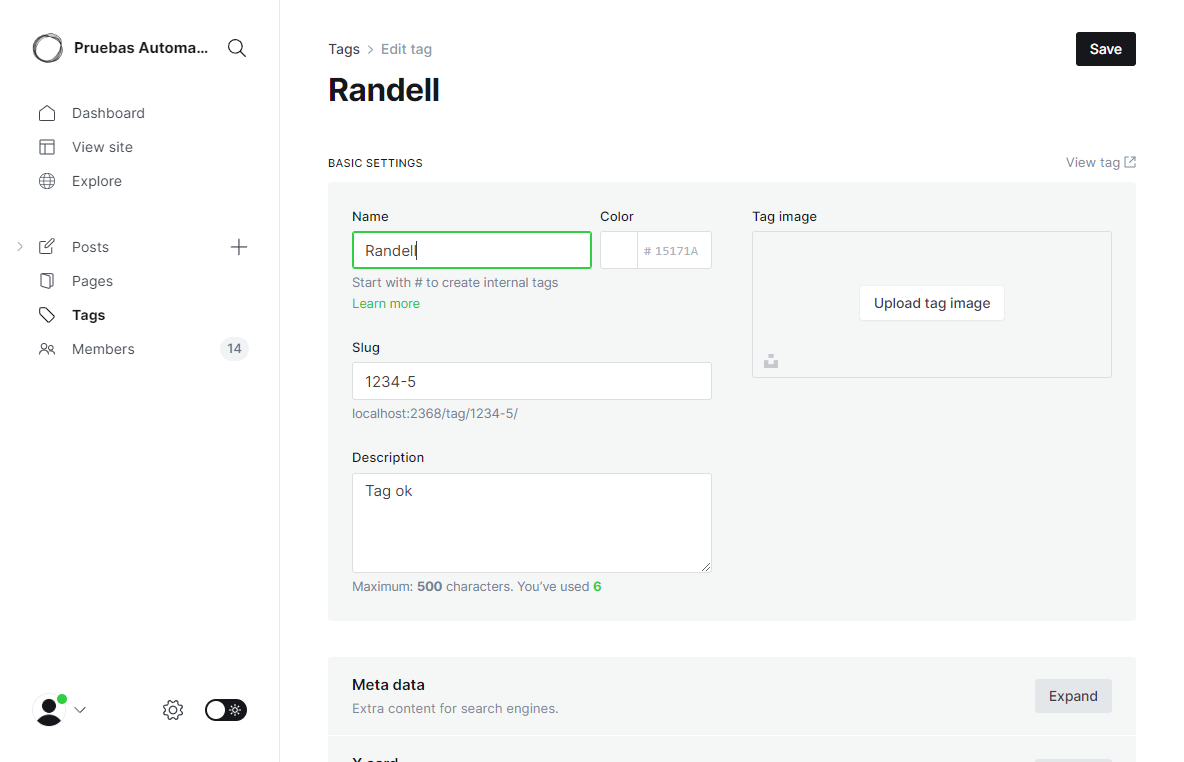 Pruebas Automa...
Dashboard
View site
Explore
Posts
Pages
Tags
Members 14
Tags > Edit tag
Save
Randell
BASIC SETTINGS
View tag
Name
Color
Tag image
Randell
# 15171A
Start with # to create internal tags
Learn more
Upload tag image
Slug
1234-5
localhost:2368/tag/1234-5/
Description
Tag ok
Maximum: 500 characters. You’ve used 6
Meta data
Extra content for search engines.
Expand
X card